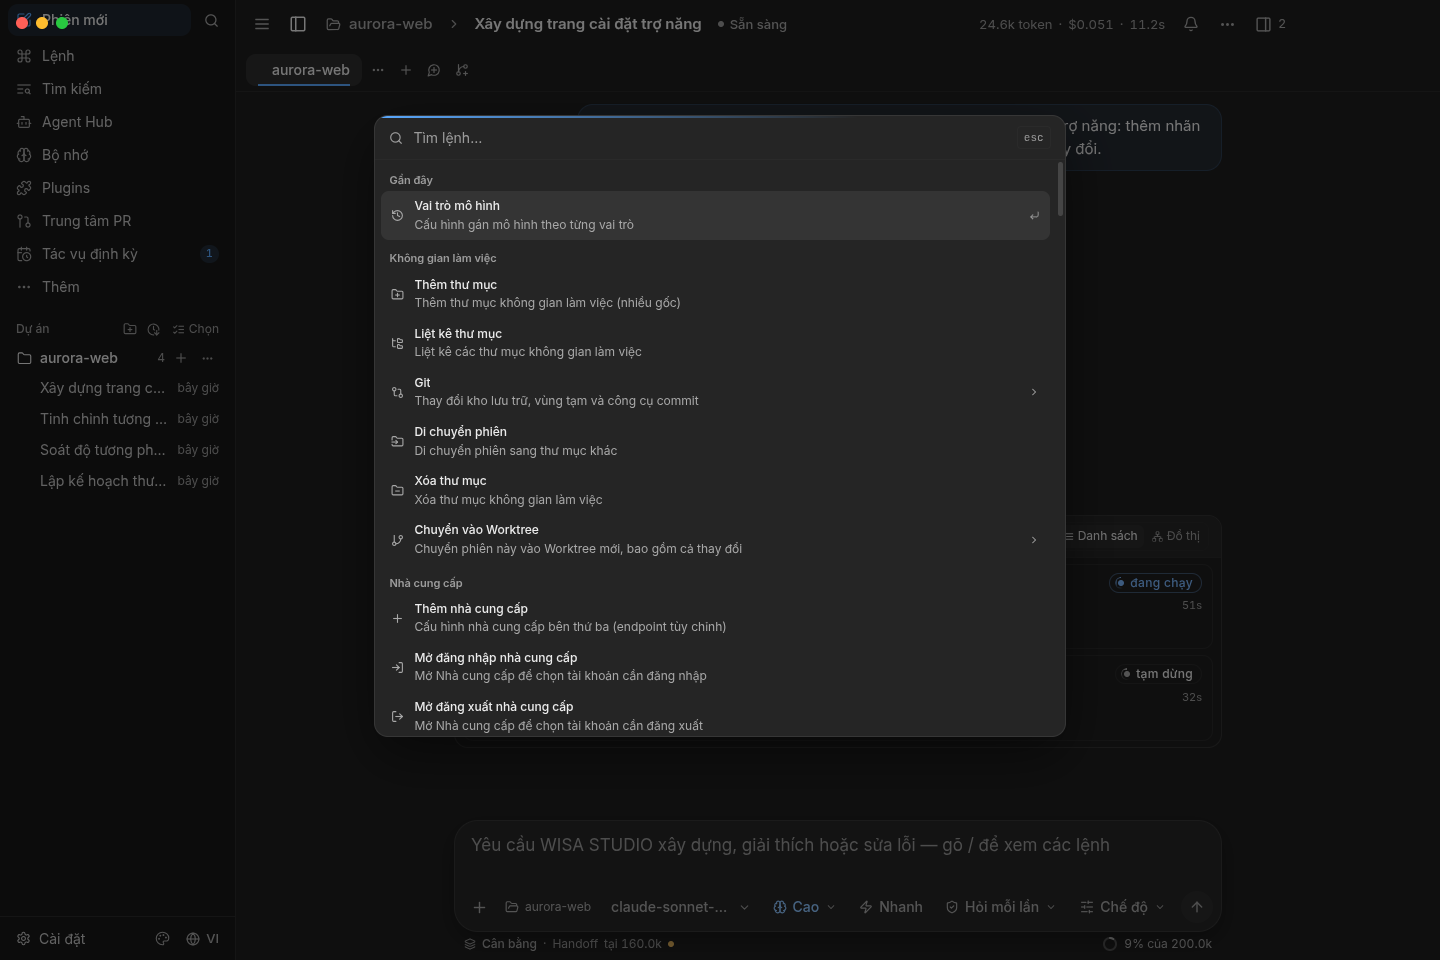 Phiên mới
Lệnh
Tìm kiếm
Agent Hub
Bộ nhớ
Plugins
Trung tâm PR
Tác vụ định kỳ 1
Thêm
Dự án Chọn
aurora-web 4
Xây dựng trang c... bây giờ
Tinh chỉnh tương ... bây giờ
Soát độ tương ph... bây giờ
Lập kế hoạch thư... bây giờ
Cài đặt VI
aurora-web Xây dựng trang cài đặt trợ năng Sẵn sàng 24.6k token · $0.051 · 11.2s 2
aurora-web
rợ năng: thêm nhãn
y đổi.
Tìm lệnh... esc
Gần đây
Vai trò mô hình
Cấu hình gán mô hình theo từng vai trò
Không gian làm việc
Thêm thư mục
Thêm thư mục không gian làm việc (nhiều gốc)
Liệt kê thư mục
Liệt kê các thư mục không gian làm việc
Git
Thay đổi kho lưu trữ, vùng tạm và công cụ commit
Di chuyển phiên
Di chuyển phiên sang thư mục khác
Xóa thư mục
Xóa thư mục không gian làm việc
Chuyển vào Worktree
Chuyển phiên này vào Worktree mới, bao gồm cả thay đổi
Nhà cung cấp
Thêm nhà cung cấp
Cấu hình nhà cung cấp bên thứ ba (endpoint tùy chỉnh)
Mở đăng nhập nhà cung cấp
Mở Nhà cung cấp để chọn tài khoản cần đăng nhập
Mở đăng xuất nhà cung cấp
Mở Nhà cung cấp để chọn tài khoản cần đăng xuất
Danh sách Đồ thị
đang chạy
51s
tạm dừng
32s
Yêu cầu WISA STUDIO xây dựng, giải thích hoặc sửa lỗi — gõ / để xem các lệnh
aurora-web claude-sonnet-... Cao Nhanh Hỏi mỗi lần Chế độ
Cân bằng · Handoff tại 160.0k 9% của 200.0k